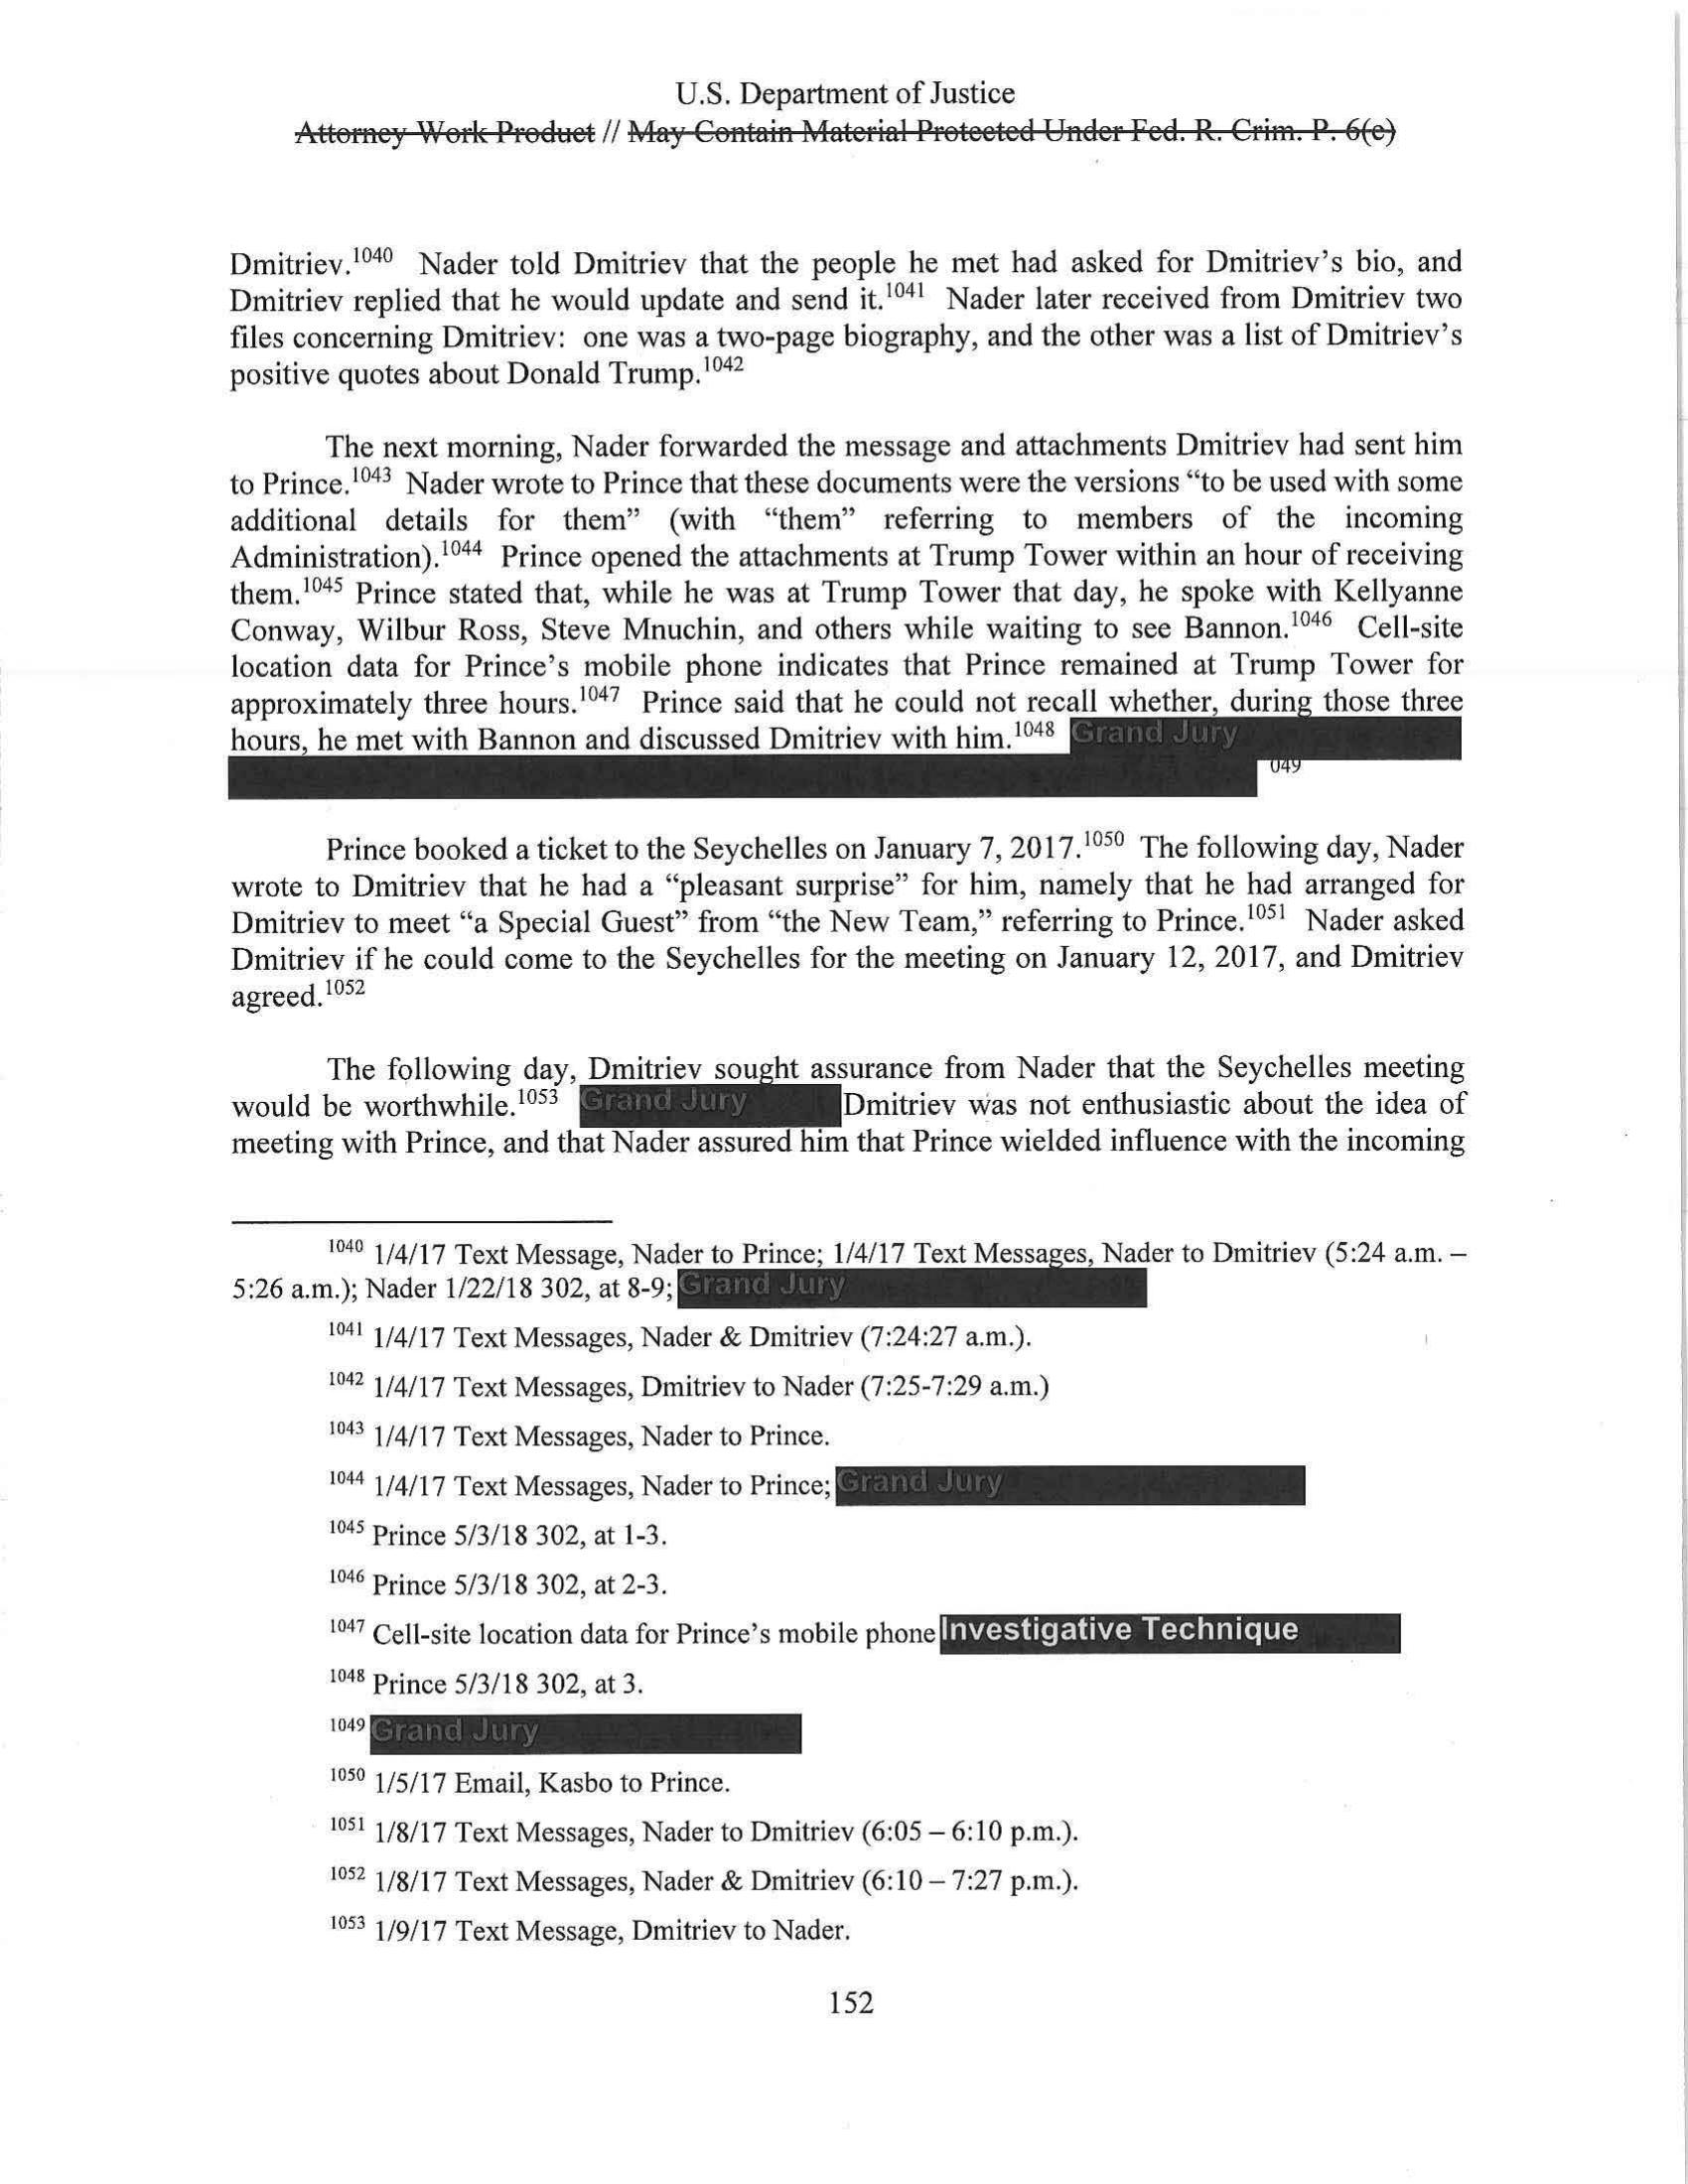 U.S. Department of Justice
Attorney Work Product // May Contain Material Protected Under Fed. R. Crim. P. 6(e)
Dmitriev.1040 Nader told Dmitriev that the people he met had asked for Dmitriev's bio, and
Dmitriev replied that he would update and send it.1041 Nader later received from Dmitriev two
files concerning Dmitriev: one was a two-page biography, and the other was a list of Dmitriev's
positive quotes about Donald Trump.1042
The next morning, Nader forwarded the message and attachments Dmitriev had sent him
to Prince.1043 Nader wrote to Prince that these documents were the versions “to be used with some
additional details for them” (with “them” referring to members of the incoming
Administration).1044 Prince opened the attachments at Trump Tower within an hour of receiving
them.1045 Prince stated that, while he was at Trump Tower that day, he spoke with Kellyanne
Conway, Wilbur Ross, Steve Mnuchin, and others while waiting to see Bannon.1046 Cell-site
location data for Prince's mobile phone indicates that Prince remained at Trump Tower for
approximately three hours.1047 Prince said that he could not recall whether, during those three
hours, he met with Bannon and discussed Dmitriev with him.1048 Grand Jury
049
Prince booked a ticket to the Seychelles on January 7, 2017.1050 The following day, Nader
wrote to Dmitriev that he had a “pleasant surprise” for him, namely that he had arranged for
Dmitriev to meet “a Special Guest” from “the New Team,” referring to Prince.1051 Nader asked
Dmitriev if he could come to the Seychelles for the meeting on January 12, 2017, and Dmitriev
agreed.1052
The following day, Dmitriev sought assurance from Nader that the Seychelles meeting
would be worthwhile.1053 Grand Jury Dmitriev was not enthusiastic about the idea of
meeting with Prince, and that Nader assured him that Prince wielded influence with the incoming
1040 1/4/17 Text Message, Nader to Prince; 1/4/17 Text Messages, Nader to Dmitriev (5:24 a.m. –
5:26 a.m.); Nader 1/22/18 302, at 8-9; Grand Jury
1041 1/4/17 Text Messages, Nader & Dmitriev (7:24:27 a.m.).
1042 1/4/17 Text Messages, Dmitriev to Nader (7:25-7:29 a.m.)
1043 1/4/17 Text Messages, Nader to Prince.
1044 1/4/17 Text Messages, Nader to Prince; Grand Jury
1045 Prince 5/3/18 302, at 1-3.
1046 Prince 5/3/18 302, at 2-3.
1047 Cell-site location data for Prince's mobile phone Investigative Technique
1048 Prince 5/3/18 302, at 3.
1049 Grand Jury
1050 1/5/17 Email, Kasbo to Prince.
1051 1/8/17 Text Messages, Nader to Dmitriev (6:05 – 6:10 p.m.).
1052 1/8/17 Text Messages, Nader & Dmitriev (6:10 – 7:27 p.m.).
1053 1/9/17 Text Message, Dmitriev to Nader.
152